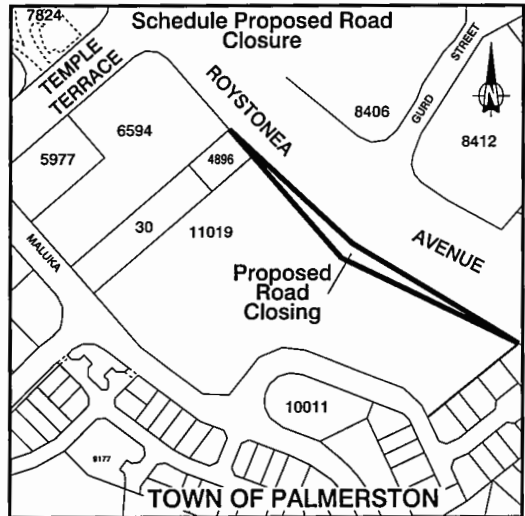 7824
Schedule Proposed Road
Closure
TEMPLE
TERRACE
ROYSTONEA
GURD STREET
8406
N
8412
6594
5977
4896
30
11019
MALUKA
AVENUE
Proposed
Road
Closing
10011
9177
TOWN OF PALMERSTON